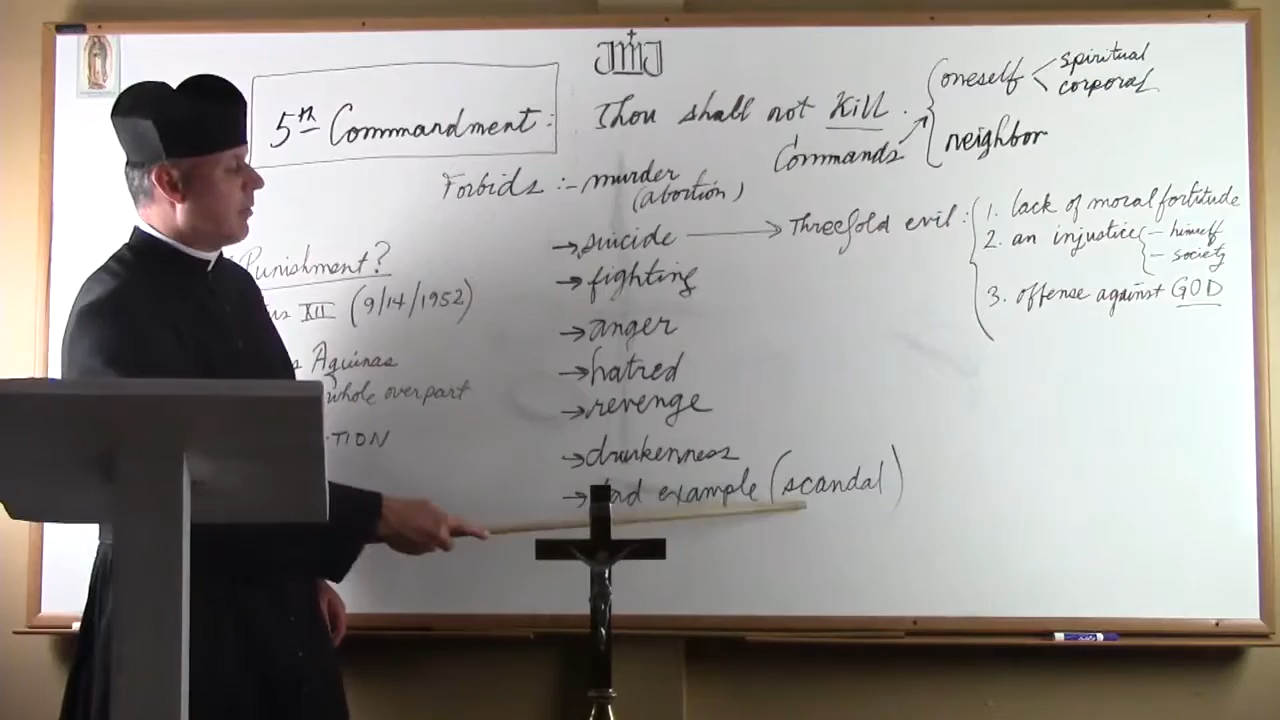 JMJ
5th Commandment:
Thou shall not Kill.
Commands
oneself
spiritual
corporal
neighbor
Forbids :- murder
(abortion)
→ suicide → Threefold evil:
1. lack of moral fortitude
2. an injustice - himself
- society
3. offense against GOD
→ fighting
→ anger
→ hatred
→ revenge
→ drunkenness
→ bad example (scandal)
Punishment?
XII (9/14/1952)
Aquinas
whole over part
TION